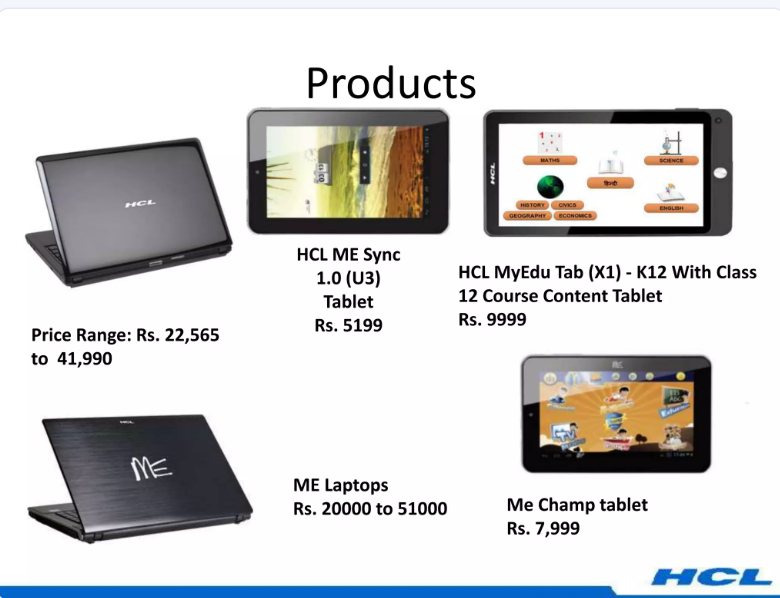 Products
HCL
HCL ME Sync
1.0 (U3)
Tablet
Rs. 5199
HCL
MATHS
SCIENCE
हिन्दी
HISTORY
CIVICS
GEOGRAPHY
ECONOMICS
ENGLISH
HCL MyEdu Tab (X1) - K12 With Class
12 Course Content Tablet
Rs. 9999
Price Range: Rs. 22,565
to 41,990
HCL
ME
ME Laptops
Rs. 20000 to 51000
ME
Me Champ tablet
Rs. 7,999
HCL